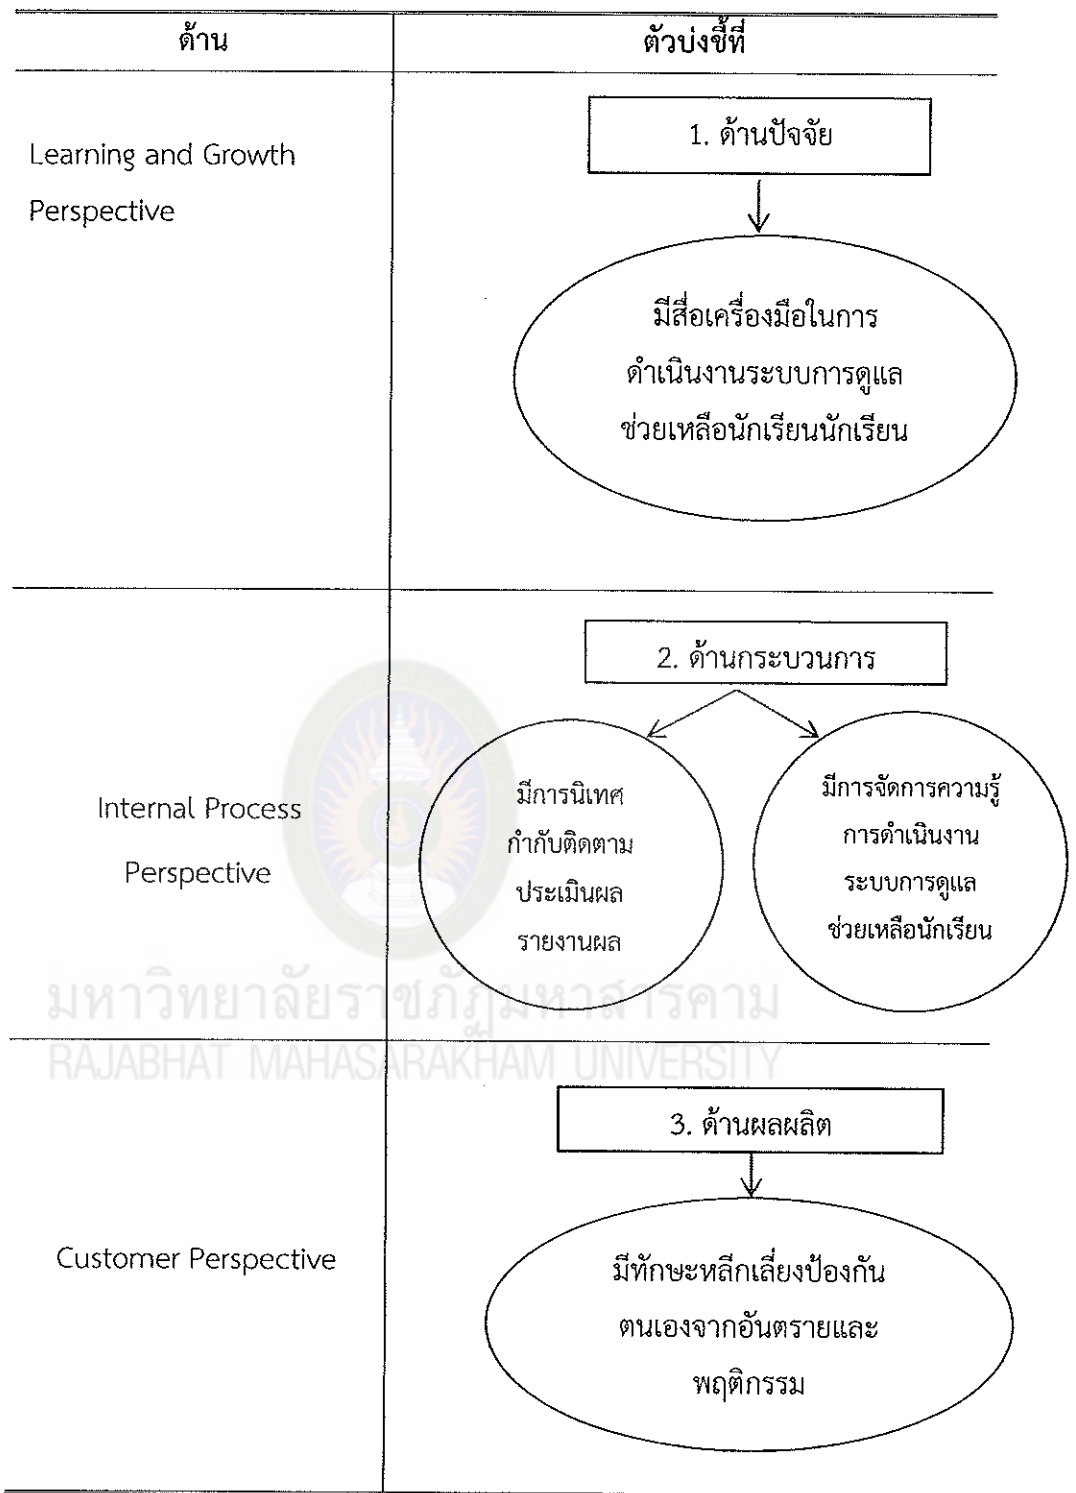 ด้าน
ตัวบ่งชี้ที่
Learning and Growth
Perspective
1. ด้านปัจจัย
มีสื่อเครื่องมือในการ
ดำเนินงานระบบการดูแล
ช่วยเหลือนักเรียนนักเรียน
Internal Process
Perspective
2. ด้านกระบวนการ
มีการนิเทศ
กำกับติดตาม
ประเมินผล
รายงานผล
มีการจัดการความรู้
การดำเนินงาน
ระบบการดูแล
ช่วยเหลือนักเรียน
มหาวิทยาลัยราชภัฏมหาสารคาม
RAJABHAT MAHASARAKHAM UNIVERSITY
Customer Perspective
3. ด้านผลผลิต
มีทักษะหลีกเลี่ยงป้องกัน
ตนเองจากอันตรายและ
พฤติกรรม